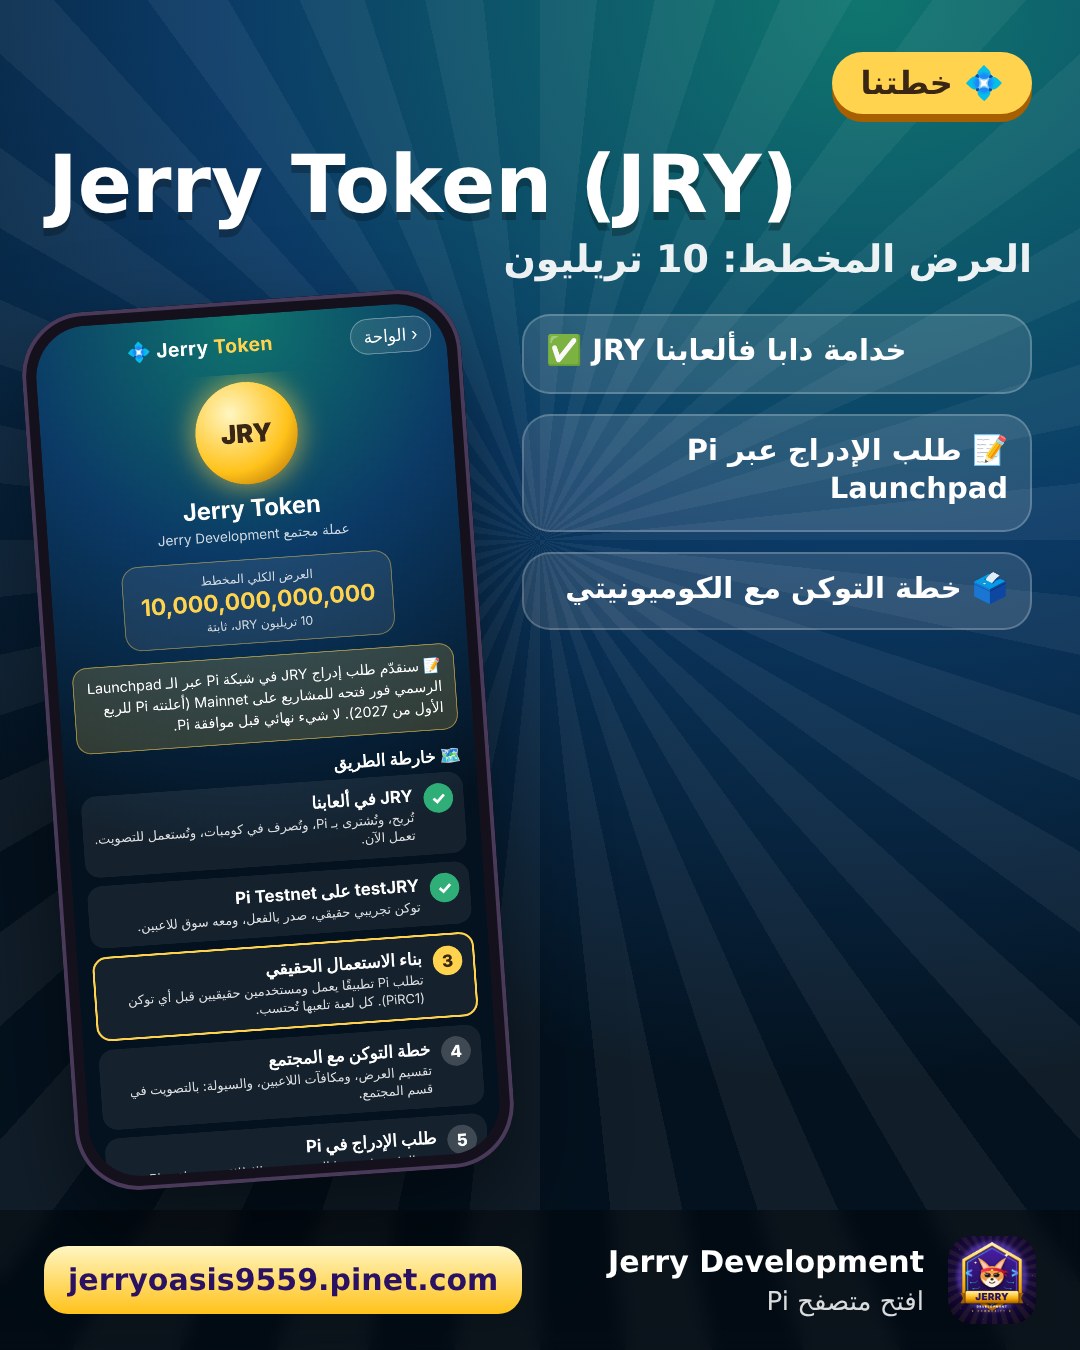 💠 خطتنا
Jerry Token (JRY)
العرض المخطط: 10 تريليون
خدامة دابا فألعابنا JRY ✅
📝 طلب الإدراج عبر Pi
Launchpad
🗳️ خطة التوكن مع الكوميونيتي
‹ الواحة
💠 Jerry Token
JRY
Jerry Token
عملة مجتمع Jerry Development
العرض الكلي المخطط
10,000,000,000,000
10 تريليون JRY، ثابتة
📝 سنقدّم طلب إدراج JRY في شبكة Pi عبر الـ Launchpad
الرسمي فور فتحه للمشاريع على Mainnet (أعلنته Pi للربع
الأول من 2027). لا شيء نهائي قبل موافقة Pi.
🗺️ خارطة الطريق
JRY في ألعابنا
تُربح، وتُشترى بـ Pi، وتُصرف في كومبات، وتُستعمل للتصويت.
تعمل الآن.
testJRY على Pi Testnet
توكن تجريبي حقيقي، صدر بالفعل، ومعه سوق للاعبين.
3 بناء الاستعمال الحقيقي
تطلب Pi تطبيقًا يعمل ومستخدمين حقيقيين قبل أي توكن
(PiRC1). كل لعبة تلعبها تُحتسب.
4 خطة التوكن مع المجتمع
تقسيم العرض، ومكافآت اللاعبين، والسيولة: بالتصويت في
قسم المجتمع.
5 طلب الإدراج في Pi
Jerry Development
افتح متصفح Pi
jerryoasis9559.pinet.com
JERRY
DEVELOPMENT